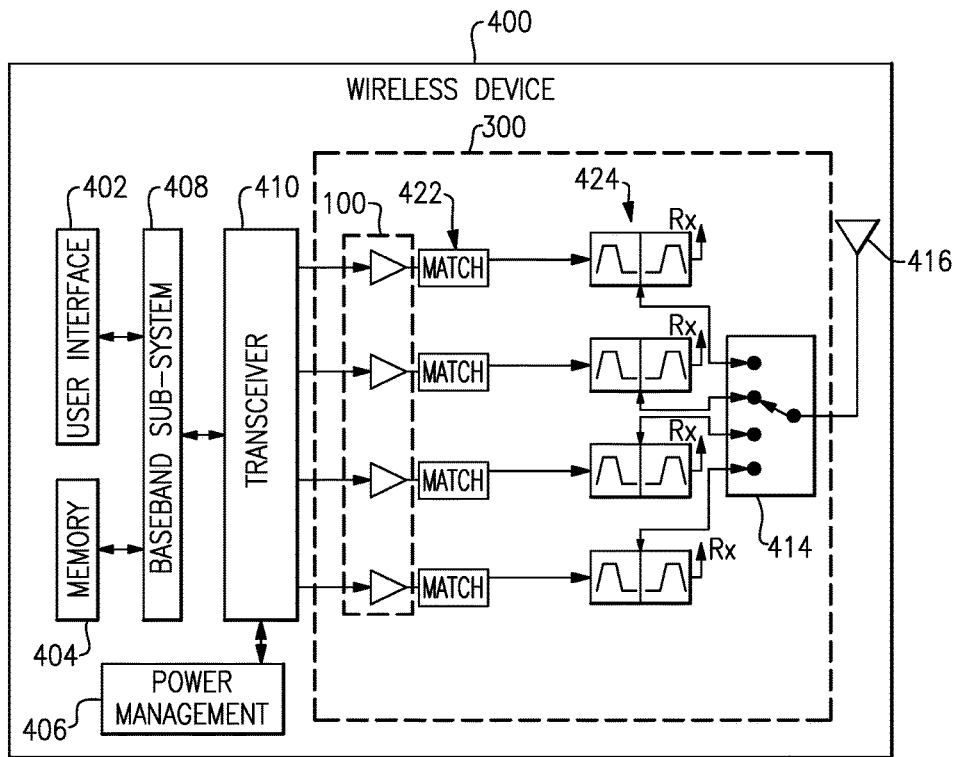 400
WIRELESS DEVICE
300
402
408
410
100
422
424
416
USER INTERFACE
MEMORY
BASEBAND SUB-SYSTEM
TRANSCEIVER
MATCH
Rx
MATCH
Rx
MATCH
Rx
MATCH
Rx
414
404
406
POWER
MANAGEMENT